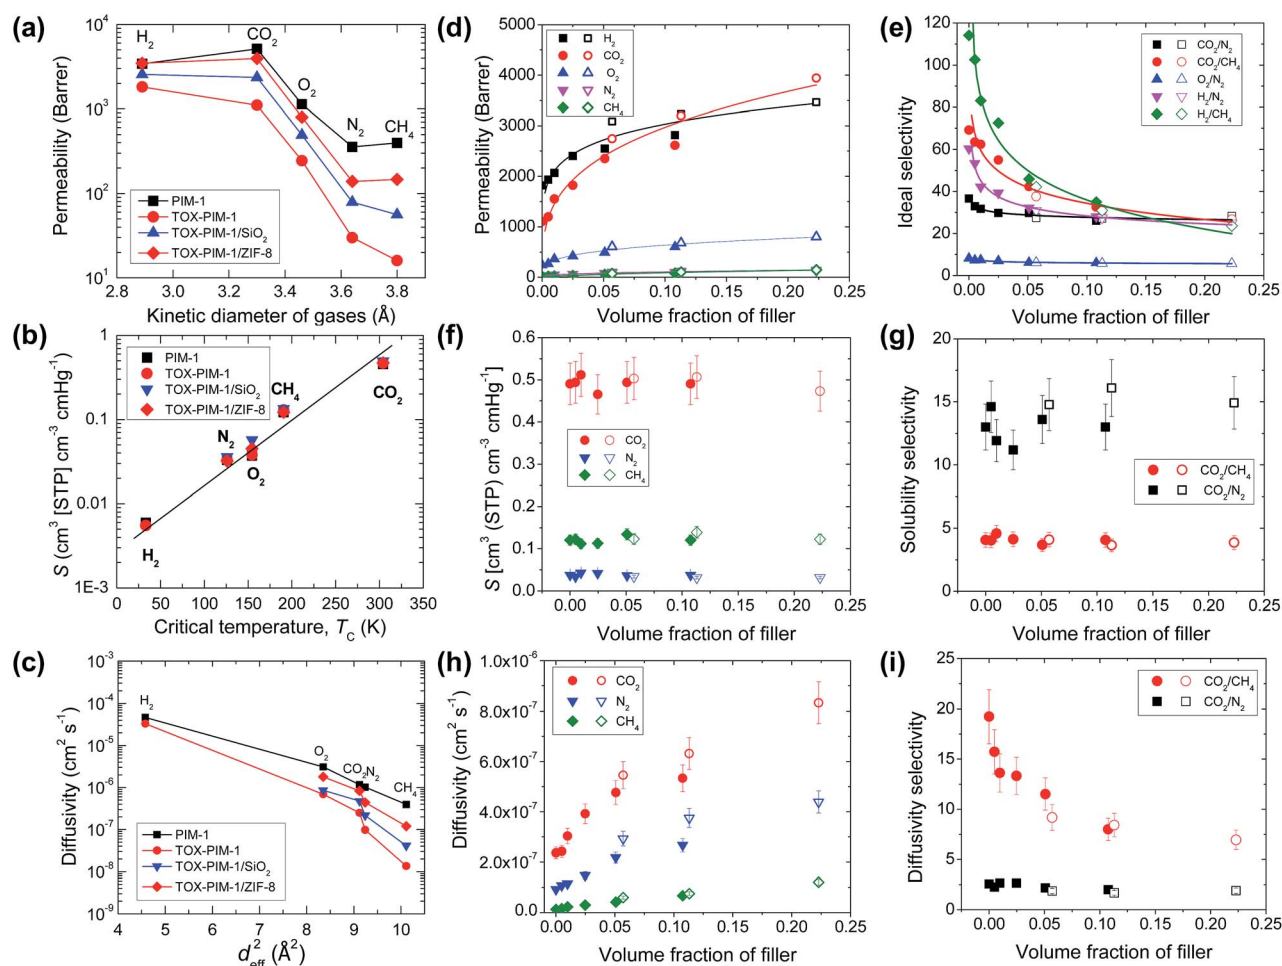 (a)
Permeability (Barrer)
10⁴
10³
10²
10¹
H₂
CO₂
O₂
N₂
CH₄
PIM-1
TOX-PIM-1
TOX-PIM-1/SiO₂
TOX-PIM-1/ZIF-8
2.8 3.0 3.2 3.4 3.6 3.8
Kinetic diameter of gases (Å)
(d)
Permeability (Barrer)
5000
4000
3000
2000
1000
0
H₂
CO₂
O₂
N₂
CH₄
0.00 0.05 0.10 0.15 0.20 0.25
Volume fraction of filler
(e)
Ideal selectivity
120
100
80
60
40
20
0
CO₂/N₂
CO₂/CH₄
O₂/N₂
H₂/N₂
H₂/CH₄
0.00 0.05 0.10 0.15 0.20 0.25
Volume fraction of filler
(b)
S (cm³ [STP] cm⁻³ cmHg⁻¹)
1
0.1
0.01
1E-3
PIM-1
TOX-PIM-1
TOX-PIM-1/SiO₂
TOX-PIM-1/ZIF-8
CH₄
CO₂
N₂
O₂
H₂
0 50 100 150 200 250 300 350
Critical temperature, T_C (K)
(f)
S [cm³ (STP) cm⁻³ cmHg⁻¹]
0.6
0.5
0.4
0.3
0.2
0.1
0.0
CO₂
N₂
CH₄
0.00 0.05 0.10 0.15 0.20 0.25
Volume fraction of filler
(g)
Solubility selectivity
20
15
10
5
0
CO₂/CH₄
CO₂/N₂
0.00 0.05 0.10 0.15 0.20 0.25
Volume fraction of filler
(c)
Diffusivity (cm² s⁻¹)
10⁻³
10⁻⁴
10⁻⁵
10⁻⁶
10⁻⁷
10⁻⁸
10⁻⁹
H₂
O₂
CO₂N₂
CH₄
PIM-1
TOX-PIM-1
TOX-PIM-1/SiO₂
TOX-PIM-1/ZIF-8
4 5 6 7 8 9 10
d²_eff (Å²)
(h)
Diffusivity (cm² s⁻¹)
1.0x10⁻⁶
8.0x10⁻⁷
6.0x10⁻⁷
4.0x10⁻⁷
2.0x10⁻⁷
0.0
CO₂
N₂
CH₄
0.00 0.05 0.10 0.15 0.20 0.25
Volume fraction of filler
(i)
Diffusivity selectivity
25
20
15
10
5
0
CO₂/CH₄
CO₂/N₂
0.00 0.05 0.10 0.15 0.20 0.25
Volume fraction of filler